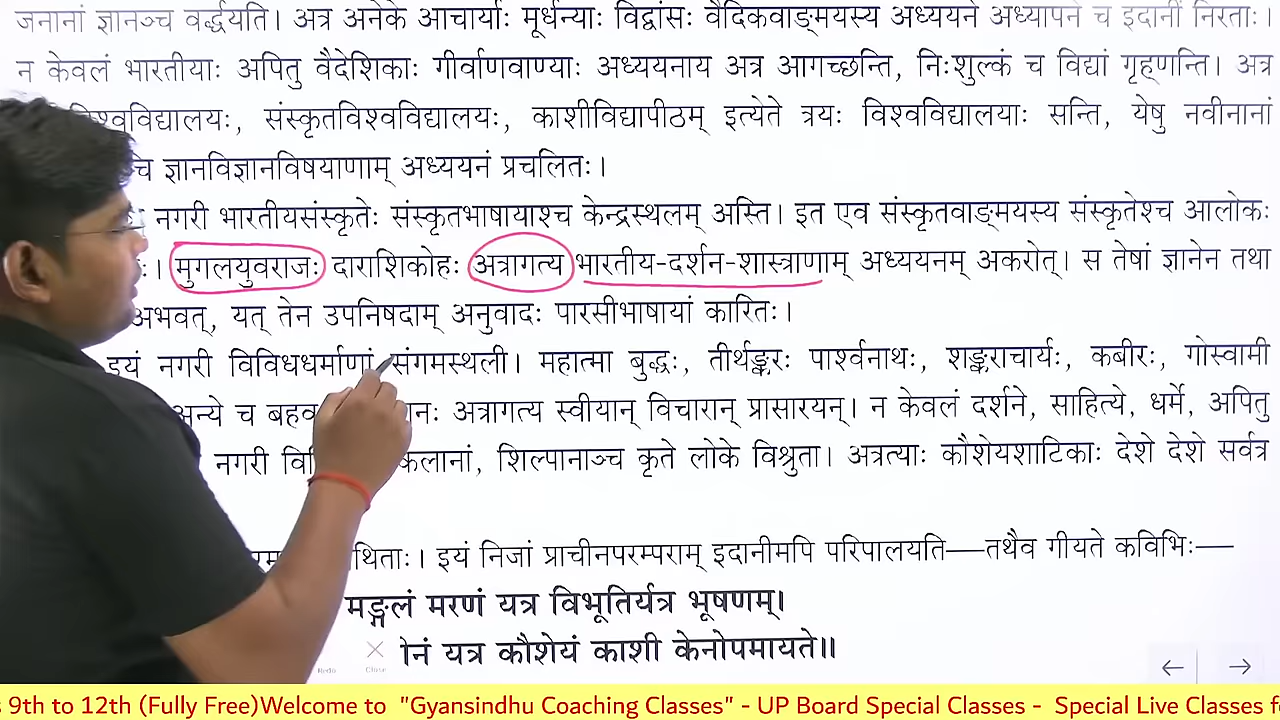 जनानां ज्ञानञ्च वर्द्धयति। अत्र अनेके आचार्याः मूर्धन्याः विद्वांसः वैदिकवाङ्मयस्य अध्ययने अध्यापने च इदानीं निरताः।
न केवलं भारतीयाः अपितु वैदेशिकाः गीर्वाणवाण्याः अध्ययनाय अत्र आगच्छन्ति, निःशुल्कं च विद्यां गृह्णन्ति। अत्र
संस्कृतविश्वविद्यालयः, काशीविद्यापीठम् इत्येते त्रयः विश्वविद्यालयाः सन्ति, येषु नवीनानां
ज्ञानविज्ञानविषयाणाम् अध्ययनं प्रचलितः।
नगरी भारतीयसंस्कृतेः संस्कृतभाषायाश्च केन्द्रस्थलम् अस्ति। इत एव संस्कृतवाङ्मयस्य संस्कृतेश्च आलोकः
मुगलयुवराजः दाराशिकोहः अत्रागत्य भारतीय-दर्शन-शास्त्राणाम् अध्ययनम् अकरोत्। स तेषां ज्ञानेन तथा
अभवत्, यत् तेन उपनिषदाम् अनुवादः पारसीभाषायां कारितः।
इयं नगरी विविधधर्माणां संगमस्थली। महात्मा बुद्धः, तीर्थङ्करः पार्श्वनाथः, शङ्कराचार्यः, कबीरः, गोस्वामी
अन्ये च अत्रागत्य स्वीयान् विचारान् प्रासारयन्। न केवलं दर्शने, साहित्ये, धर्मे, अपितु
नगरी कलानां, शिल्पानाञ्च कृते लोके विश्रुता। अत्रत्याः कौशेयशाटिकाः देशे देशे सर्वत्र
इयं निजां प्राचीनपरम्पराम् इदानीमपि परिपालयति—तथैव गीयते कविभिः—
मङ्गलं मरणं यत्र विभूतिर्यत्र भूषणम्।
यत्र कौशेयं काशी केनोपमायते॥
Redo Close
9th to 12th (Fully Free)Welcome to "Gyansindhu Coaching Classes" - UP Board Special Classes - Special Live Classes